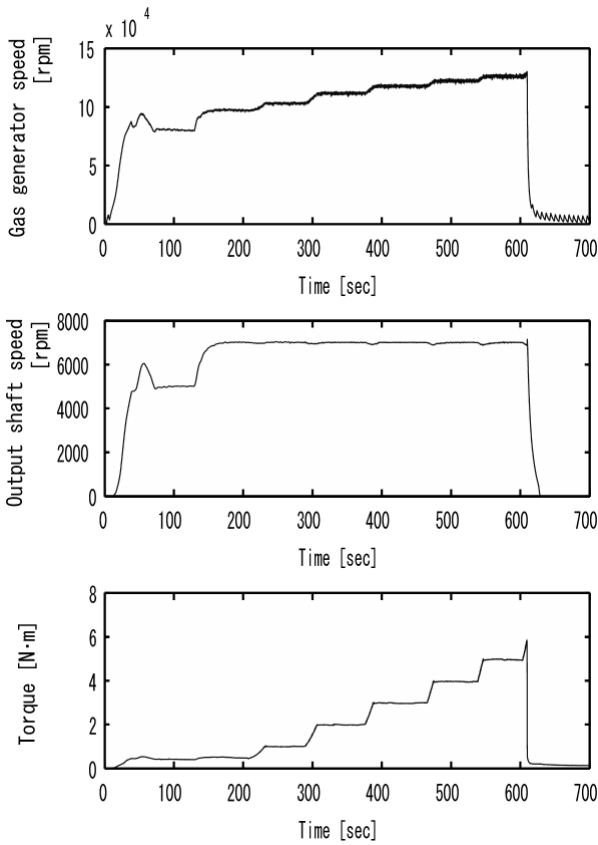 x 10 4
Gas generator speed
[rpm]
15
10
5
0
0 100 200 300 400 500 600 700
Time [sec]
Output shaft speed
[rpm]
8000
6000
4000
2000
0
0 100 200 300 400 500 600 700
Time [sec]
Torque [N·m]
8
6
4
2
0
0 100 200 300 400 500 600 700
Time [sec]